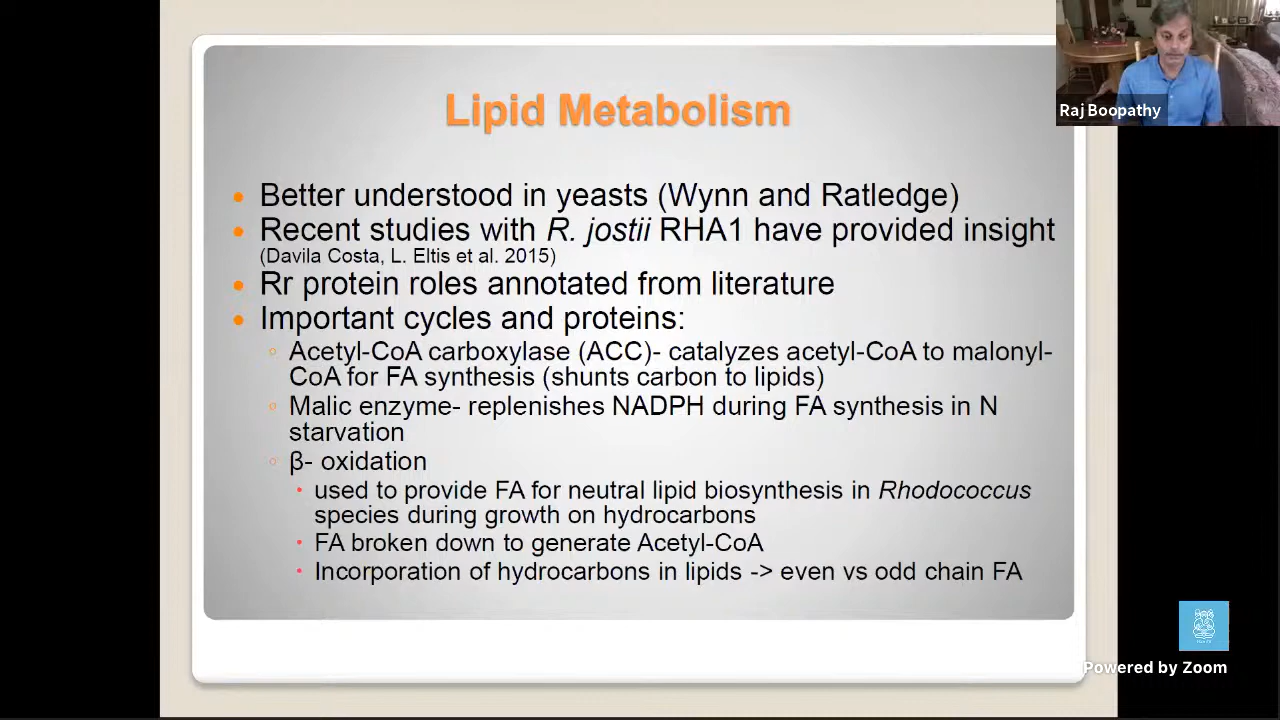 Lipid Metabolism
Raj Boopathy
• Better understood in yeasts (Wynn and Ratledge)
• Recent studies with R. jostii RHA1 have provided insight
(Davila Costa, L. Eltis et al. 2015)
• Rr protein roles annotated from literature
• Important cycles and proteins:
◦ Acetyl-CoA carboxylase (ACC)- catalyzes acetyl-CoA to malonyl-
CoA for FA synthesis (shunts carbon to lipids)
◦ Malic enzyme- replenishes NADPH during FA synthesis in N
starvation
◦ β- oxidation
• used to provide FA for neutral lipid biosynthesis in Rhodococcus
species during growth on hydrocarbons
• FA broken down to generate Acetyl-CoA
• Incorporation of hydrocarbons in lipids -> even vs odd chain FA
Powered by Zoom